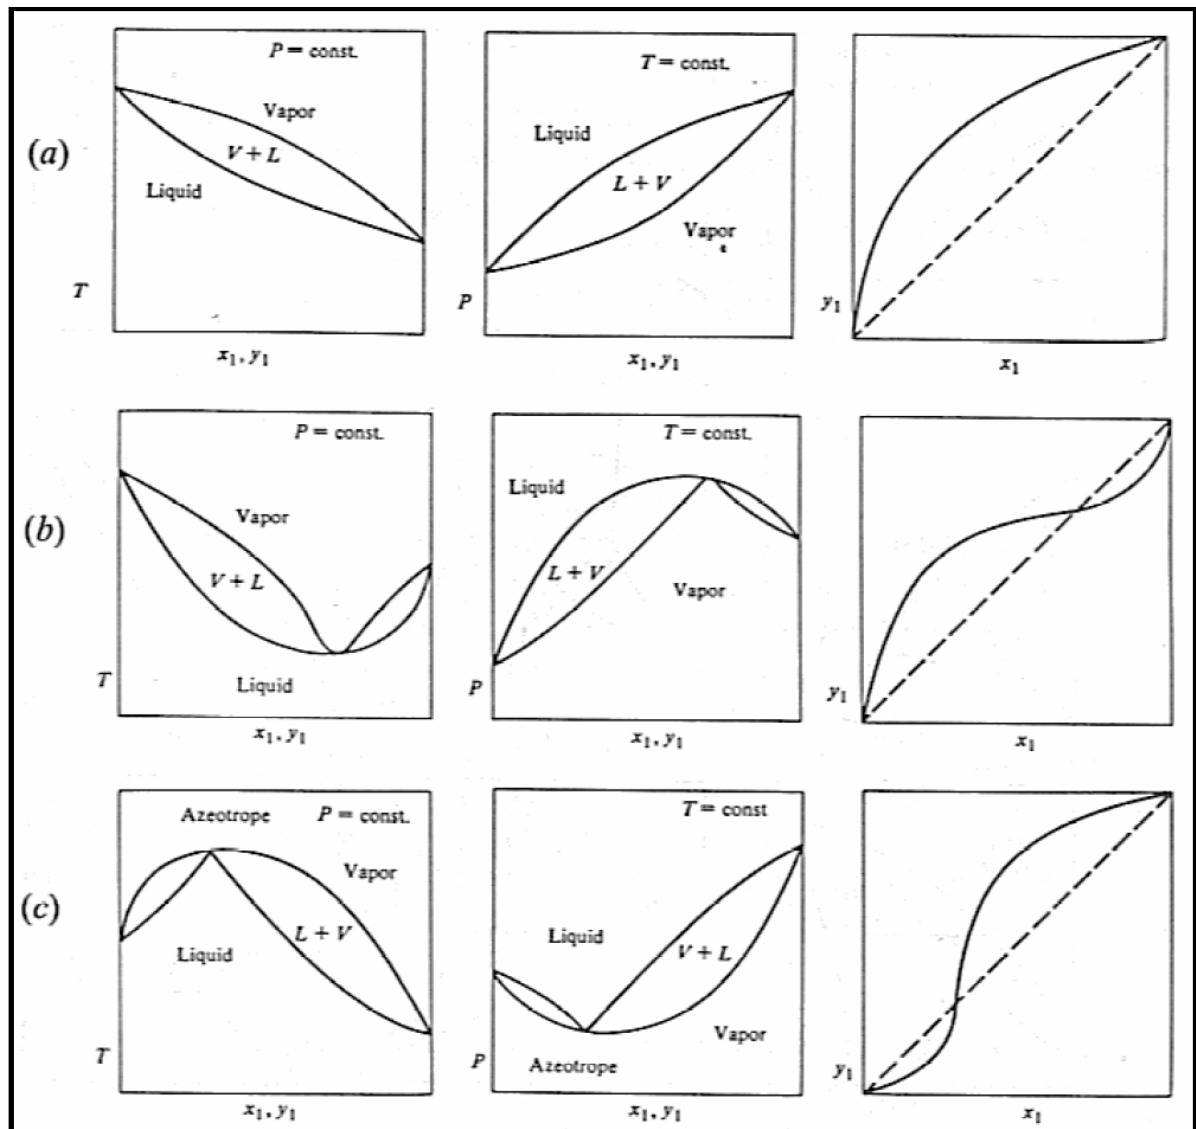 (a)
P = const.
Vapor
V + L
Liquid
T
x₁, y₁
T = const.
Liquid
L + V
Vapor
P
x₁, y₁
y₁
x₁
(b)
P = const.
Vapor
V + L
Liquid
T
x₁, y₁
T = const.
Liquid
L + V
Vapor
P
x₁, y₁
y₁
x₁
(c)
Azeotrope P = const.
Vapor
L + V
Liquid
T
x₁, y₁
T = const
Liquid
V + L
Vapor
P
Azeotrope
x₁, y₁
y₁
x₁